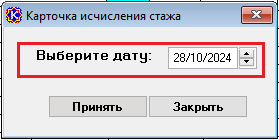 Карточка исчисления стажа
Выберите дату: 28/10/2024
Принять Закрыть